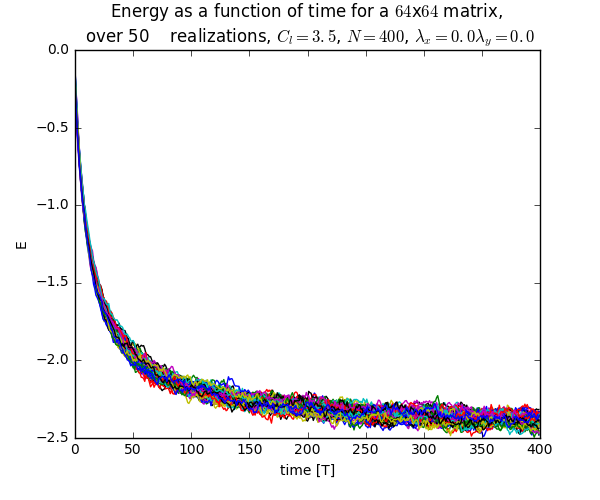 Energy as a function of time for a 64x64 matrix,
over 50 realizations, C_l = 3.5, N = 400, λ_x = 0.0λ_y = 0.0
0.0
−0.5
−1.0
−1.5
−2.0
−2.5
E
0 50 100 150 200 250 300 350 400
time [T]